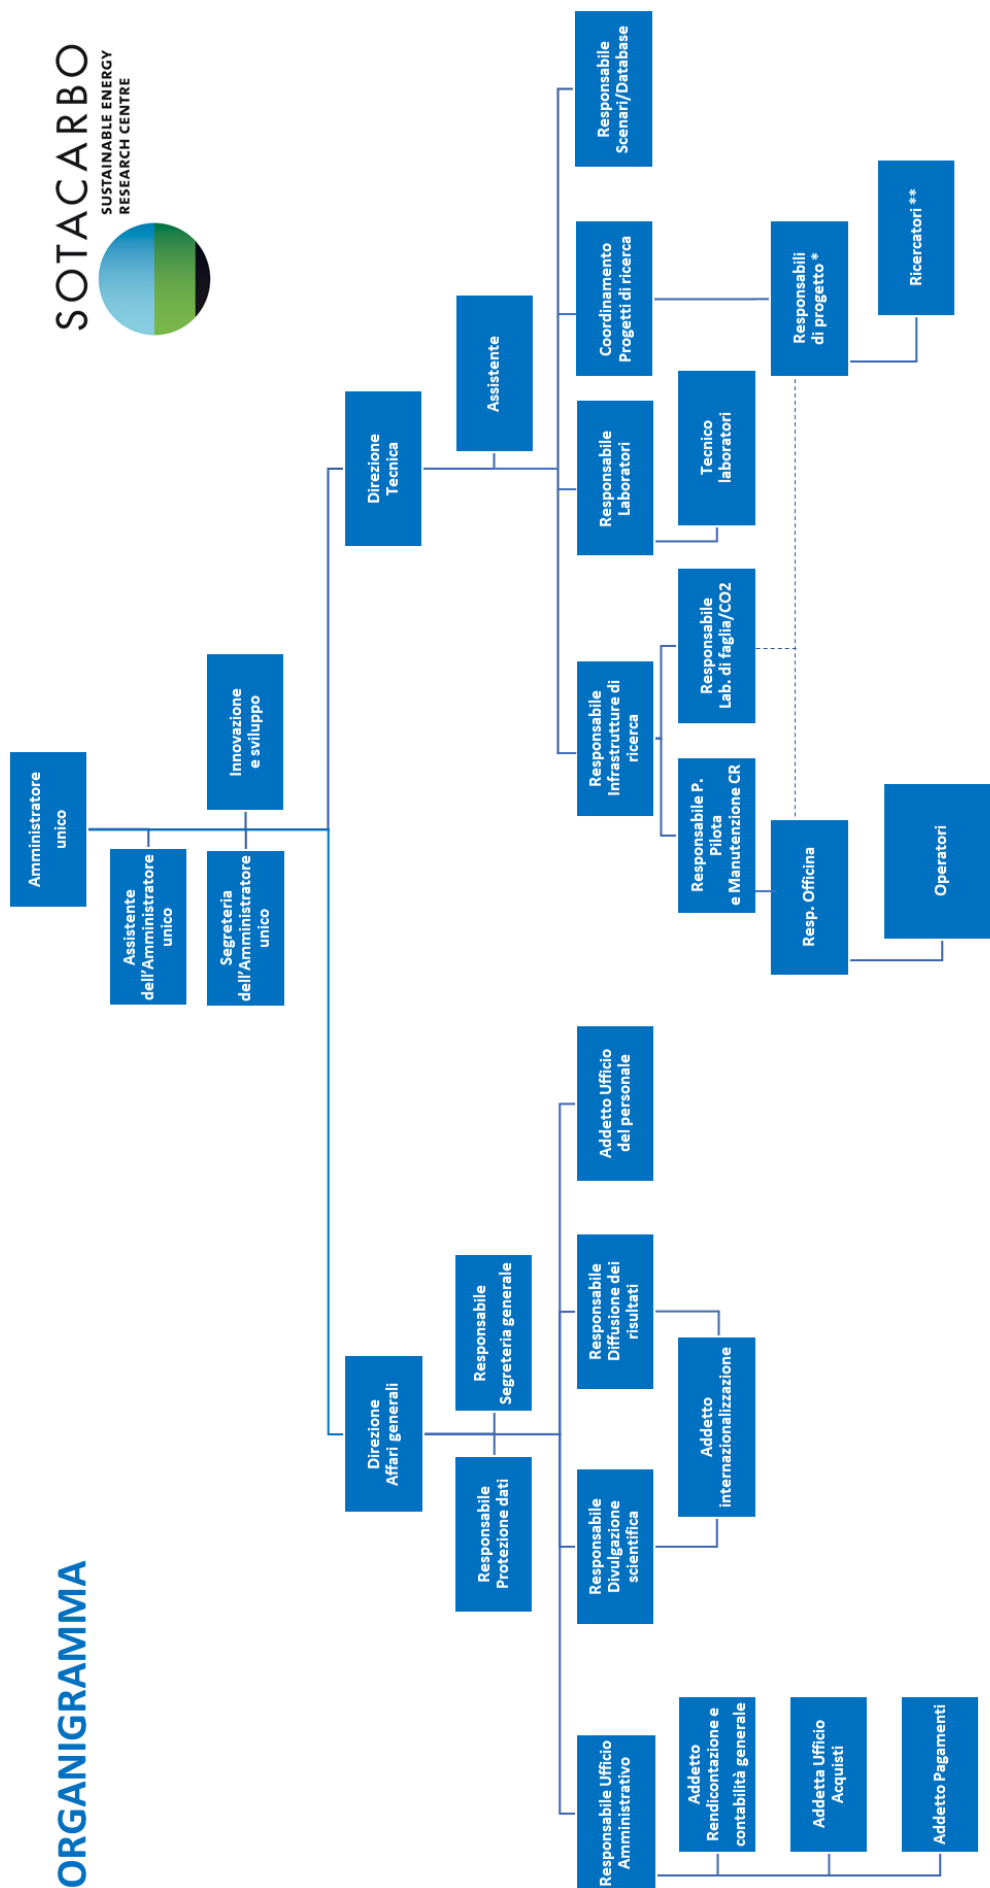 ORGANIGRAMMA
SOTACARBO
SUSTAINABLE ENERGY
RESEARCH CENTRE
Amministratore
unico
Assistente
dell'Amministratore
unico
Segreteria
dell'Amministratore
unico
Innovazione
e sviluppo
Direzione
Affari generali
Direzione
Tecnica
Responsabile
Protezione dati
Responsabile
Segreteria generale
Assistente
Responsabile Ufficio
Amministrativo
Responsabile
Divulgazione
scientifica
Responsabile
Diffusione dei
risultati
Addetto Ufficio
del personale
Responsabile
Infrastrutture di
ricerca
Responsabile
Laboratori
Coordinamento
Progetti di ricerca
Responsabile
Scenari/Database
Addetto
Rendicontazione e
contabilità generale
Addetto
internazionalizzazione
Responsabile P.
Pilota
e Manutenzione CR
Responsabile
Lab. di faglia/CO2
Tecnico
laboratori
Addetta Ufficio
Acquisti
Resp. Officina
Responsabili
di progetto *
Addetto Pagamenti
Operatori
Ricercatori **